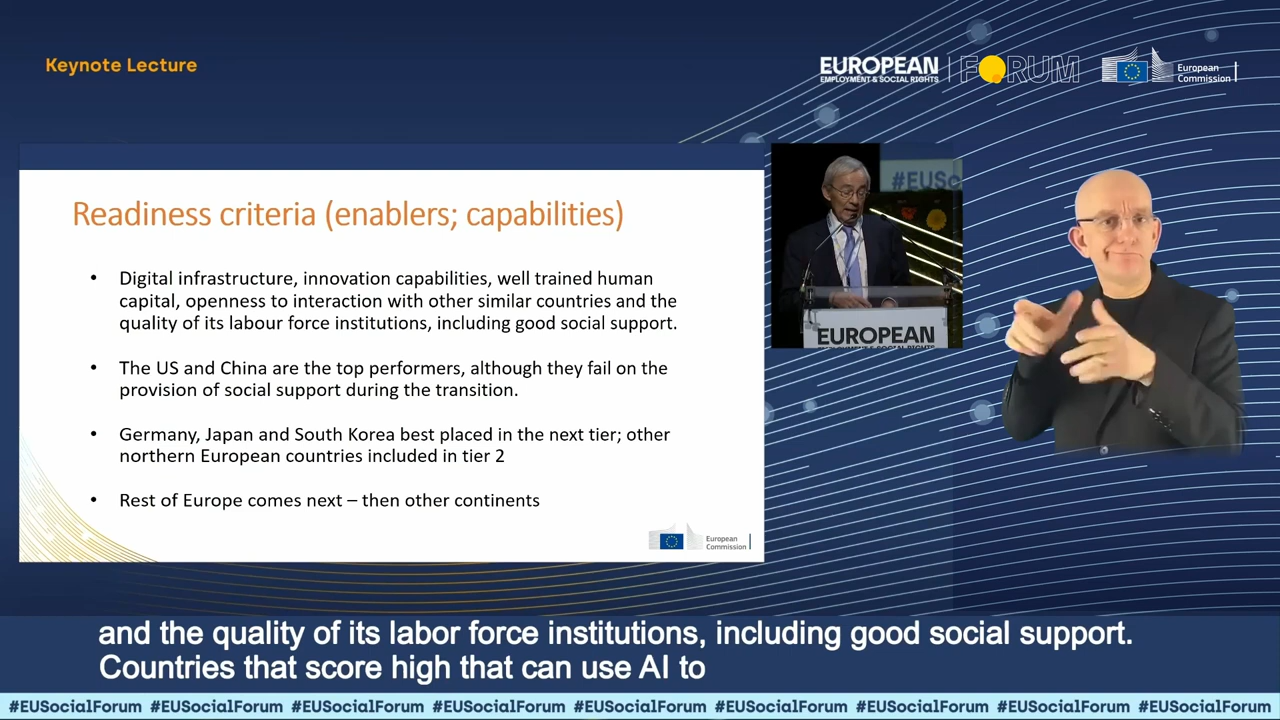 Keynote Lecture
EUROPEAN
EMPLOYMENT & SOCIAL RIGHTS
FORUM
European
Commission
Readiness criteria (enablers; capabilities)
• Digital infrastructure, innovation capabilities, well trained human
capital, openness to interaction with other similar countries and the
quality of its labour force institutions, including good social support.
• The US and China are the top performers, although they fail on the
provision of social support during the transition.
• Germany, Japan and South Korea best placed in the next tier; other
northern European countries included in tier 2
• Rest of Europe comes next – then other continents
European
Commission
#EUSo
EUROPEAN
and the quality of its labor force institutions, including good social support.
Countries that score high that can use AI to
#EUSocialForum #EUSocialForum #EUSocialForum #EUSocialForum #EUSocialForum #EUSocialForum #EUSocialForum #EUSocialForum #EUSocialForum